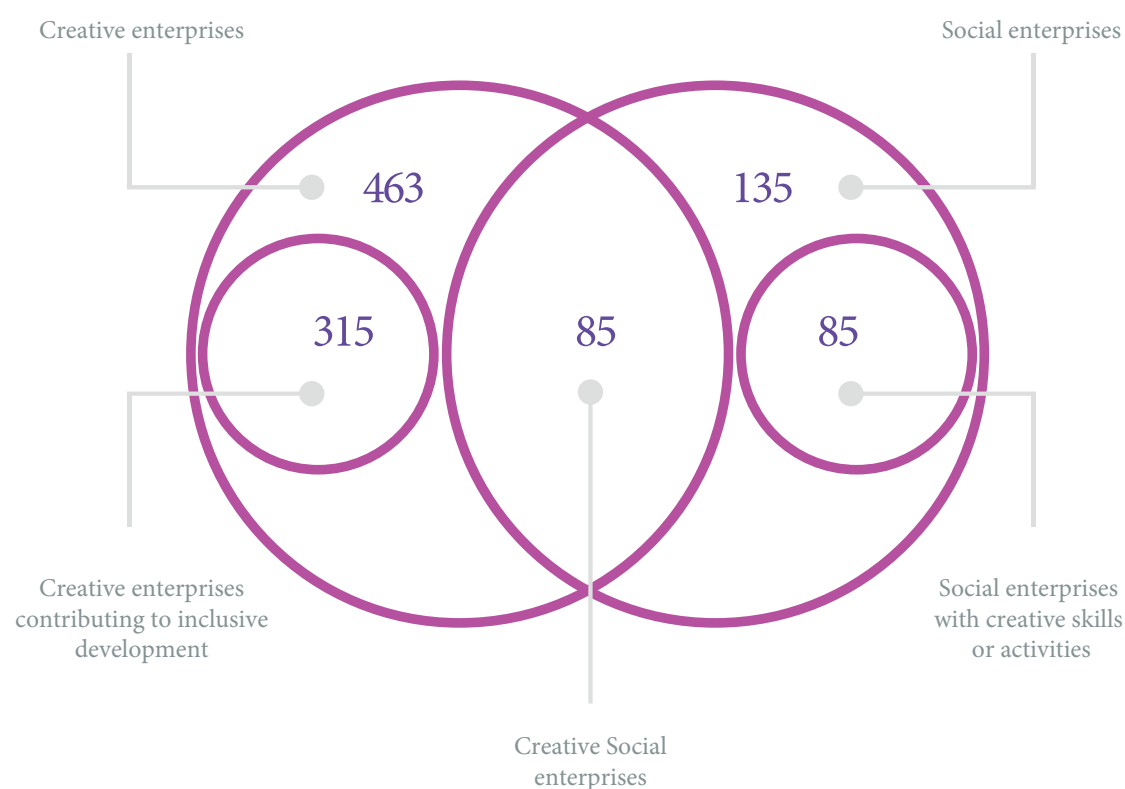 Creative enterprises
Social enterprises
463
135
315
85
85
Creative enterprises
contributing to inclusive
development
Social enterprises
with creative skills
or activities
Creative Social
enterprises